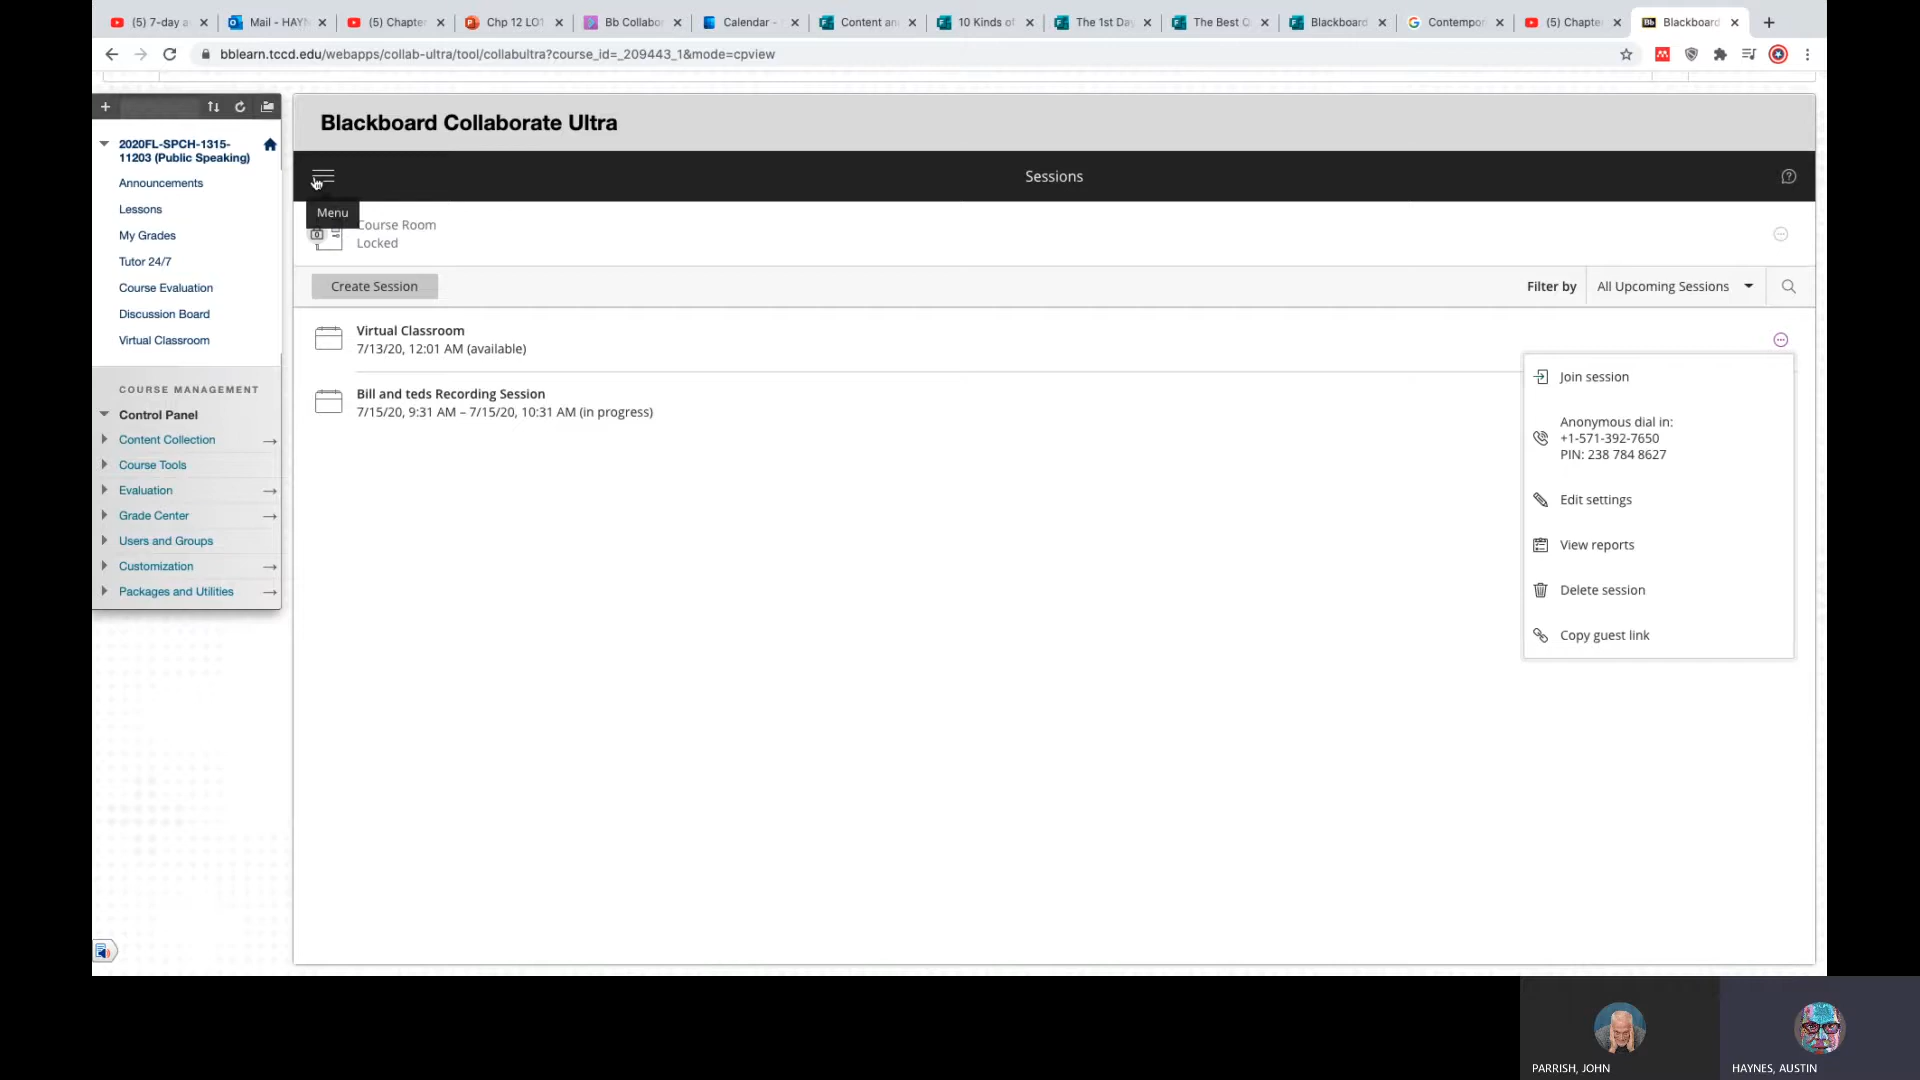 (5) 7-day a
Mail - HAYN
(5) Chapter
Chp 12 LO1
Bb Collabor
Calendar -
Content an
10 Kinds of
The 1st Day
The Best Q
Blackboard
Contempor
(5) Chapte
Blackboard
bblearn.tccd.edu/webapps/collab-ultra/tool/collabultra?course_id=_209443_1&mode=cpview
2020FL-SPCH-1315-
11203 (Public Speaking)
Announcements
Lessons
My Grades
Tutor 24/7
Course Evaluation
Discussion Board
Virtual Classroom
COURSE MANAGEMENT
Control Panel
Content Collection
Course Tools
Evaluation
Grade Center
Users and Groups
Customization
Packages and Utilities
Blackboard Collaborate Ultra
Sessions
Menu
Course Room
Locked
Create Session
Filter by
All Upcoming Sessions
Virtual Classroom
7/13/20, 12:01 AM (available)
Bill and teds Recording Session
7/15/20, 9:31 AM – 7/15/20, 10:31 AM (in progress)
Join session
Anonymous dial in:
+1-571-392-7650
PIN: 238 784 8627
Edit settings
View reports
Delete session
Copy guest link
PARRISH, JOHN
HAYNES, AUSTIN